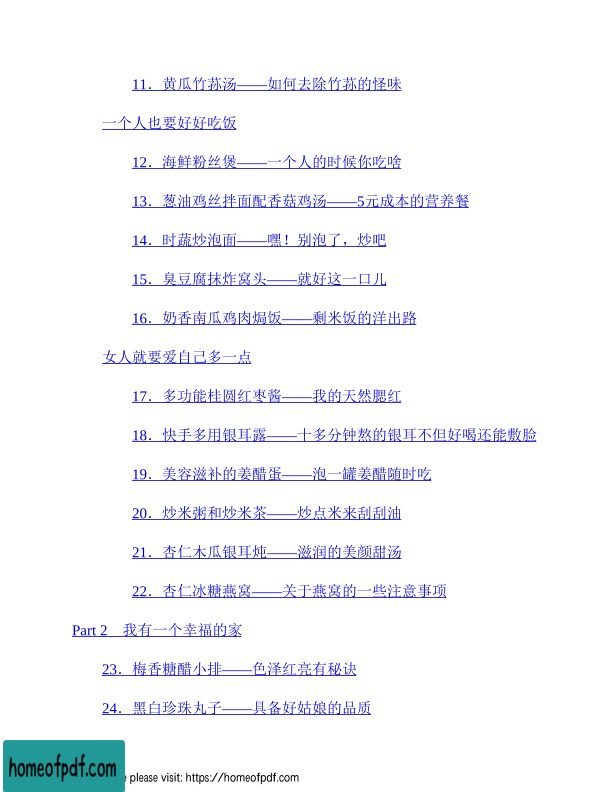 11．黄瓜竹荪汤——如何去除竹荪的怪味
一个人也要好好吃饭
12．海鲜粉丝煲——一个人的时候你吃啥
13．葱油鸡丝拌面配香菇鸡汤——5元成本的营养餐
14．时蔬炒泡面——嘿！别泡了，炒吧
15．臭豆腐抹炸窝头——就好这一口儿
16．奶香南瓜鸡肉焗饭——剩米饭的洋出路
女人就要爱自己多一点
17．多功能桂圆红枣酱——我的天然腮红
18．快手多用银耳露——十多分钟熬的银耳不但好喝还能敷脸
19．美容滋补的姜醋蛋——泡一罐姜醋随时吃
20．炒米粥和炒米茶——炒点米来刮刮油
21．杏仁木瓜银耳炖——滋润的美颜甜汤
22．杏仁冰糖燕窝——关于燕窝的一些注意事项
Part 2　我有一个幸福的家
23．梅香糖醋小排——色泽红亮有秘诀
24．黑白珍珠丸子——具备好姑娘的品质
homeofpdf.com
please visit: https://homeofpdf.com